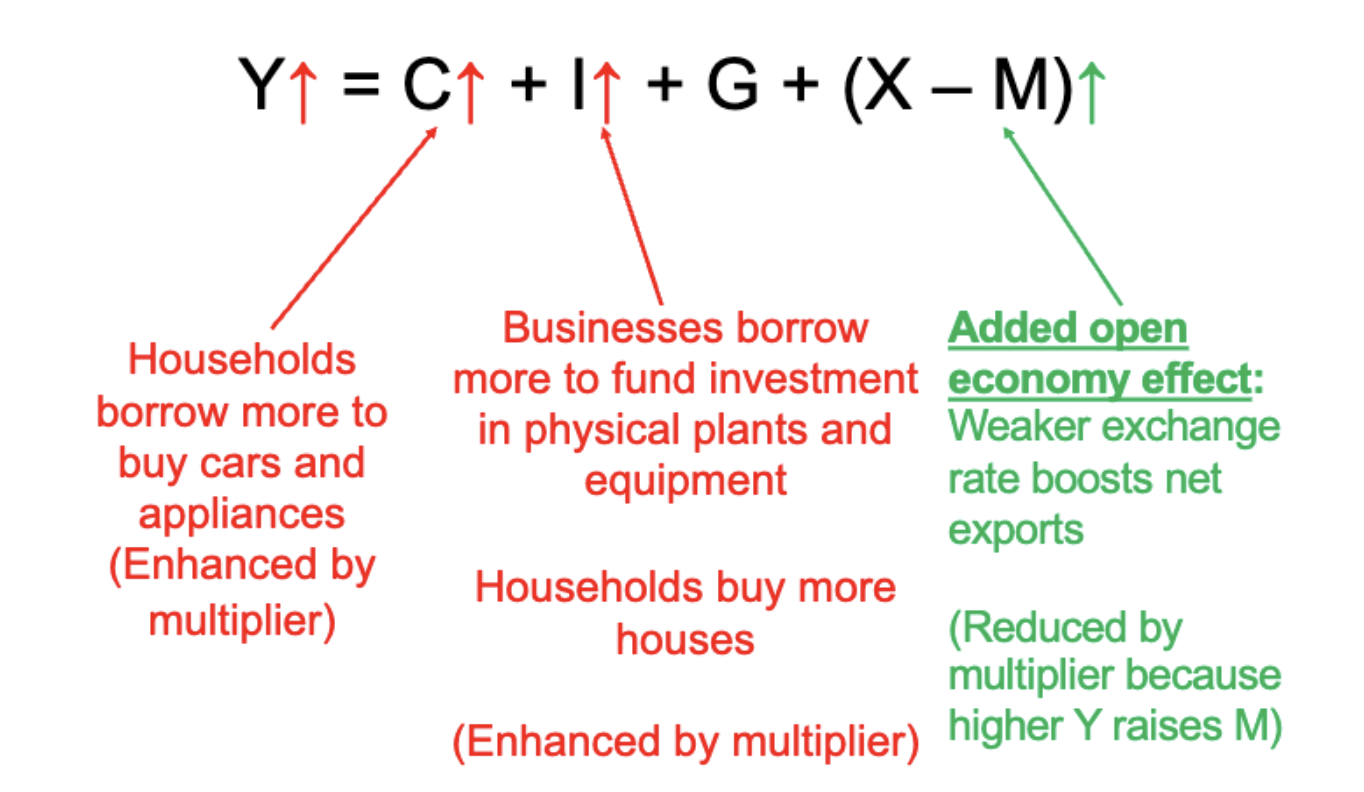 Y↑ = C↑ + I↑ + G + (X – M)↑
Households
borrow more to
buy cars and
appliances
(Enhanced by
multiplier)
Businesses borrow
more to fund investment
in physical plants and
equipment
Households buy more
houses
(Enhanced by multiplier)
Added open
economy effect:
Weaker exchange
rate boosts net
exports
(Reduced by
multiplier because
higher Y raises M)